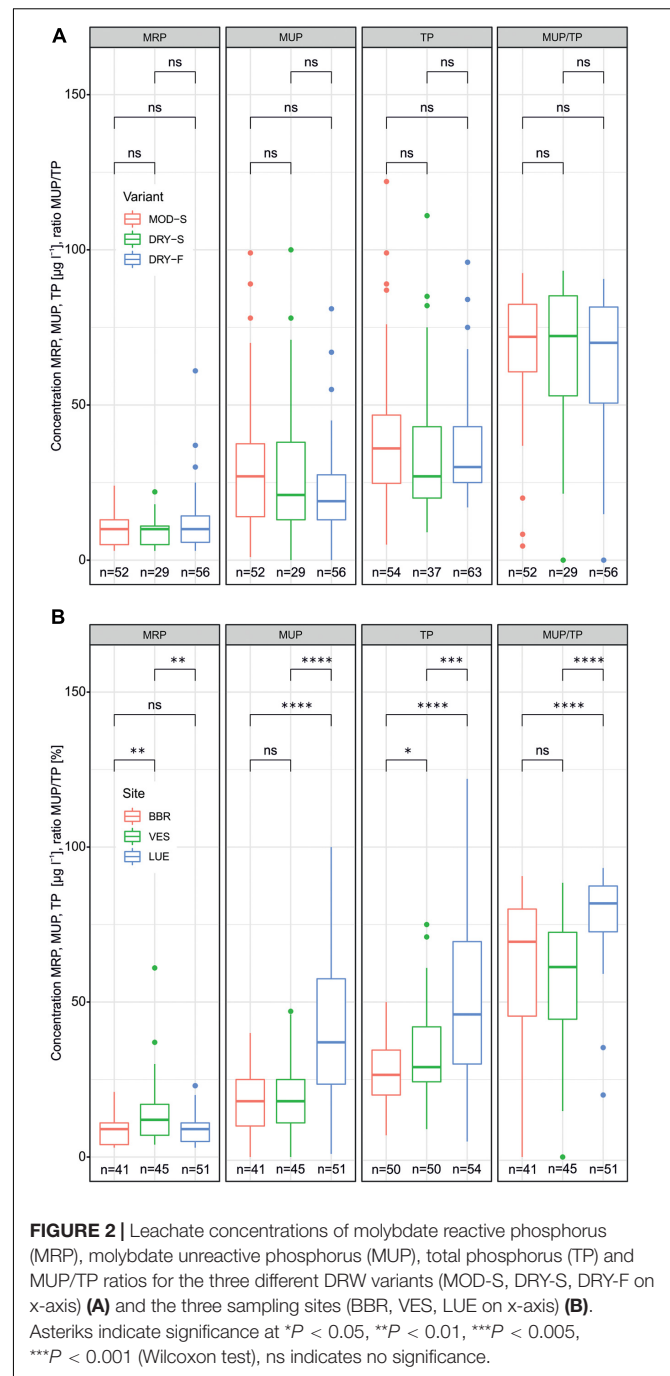 A
MRP MUP TP MUP/TP
Concentration MRP, MUP, TP [µg l⁻¹], ratio MUP/TP
150
100
50
0
ns
ns
ns
ns
ns
ns
ns
ns
ns
ns
ns
ns
Variant
MOD-S
DRY-S
DRY-F
n=52 n=29 n=56 n=52 n=29 n=56 n=54 n=37 n=63 n=52 n=29 n=56
B
MRP MUP TP MUP/TP
Concentration MRP, MUP, TP [µg l⁻¹], ratio MUP/TP [%]
150
100
50
0
** **** *** ****
ns **** **** ****
** ns * ns
Site
BBR
VES
LUE
n=41 n=45 n=51 n=41 n=45 n=51 n=50 n=50 n=54 n=41 n=45 n=51
FIGURE 2 | Leachate concentrations of molybdate reactive phosphorus
(MRP), molybdate unreactive phosphorus (MUP), total phosphorus (TP) and
MUP/TP ratios for the three different DRW variants (MOD-S, DRY-S, DRY-F on
x-axis) (A) and the three sampling sites (BBR, VES, LUE on x-axis) (B).
Asteriks indicate significance at *P < 0.05, **P < 0.01, ***P < 0.005,
***P < 0.001 (Wilcoxon test), ns indicates no significance.